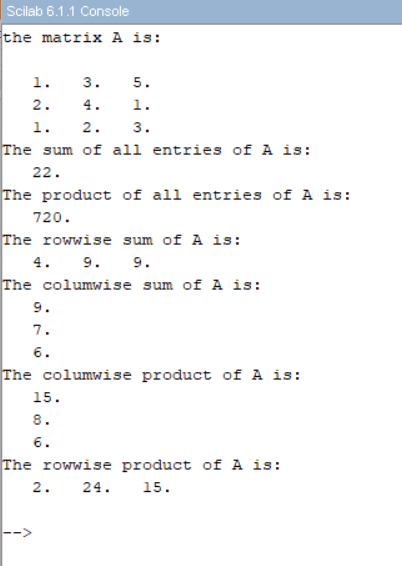 Scilab 6.1.1 Console
the matrix A is:
1. 3. 5.
2. 4. 1.
1. 2. 3.
The sum of all entries of A is:
22.
The product of all entries of A is:
720.
The rowwise sum of A is:
4. 9. 9.
The columwise sum of A is:
9.
7.
6.
The columwise product of A is:
15.
8.
6.
The rowwise product of A is:
2. 24. 15.
-->